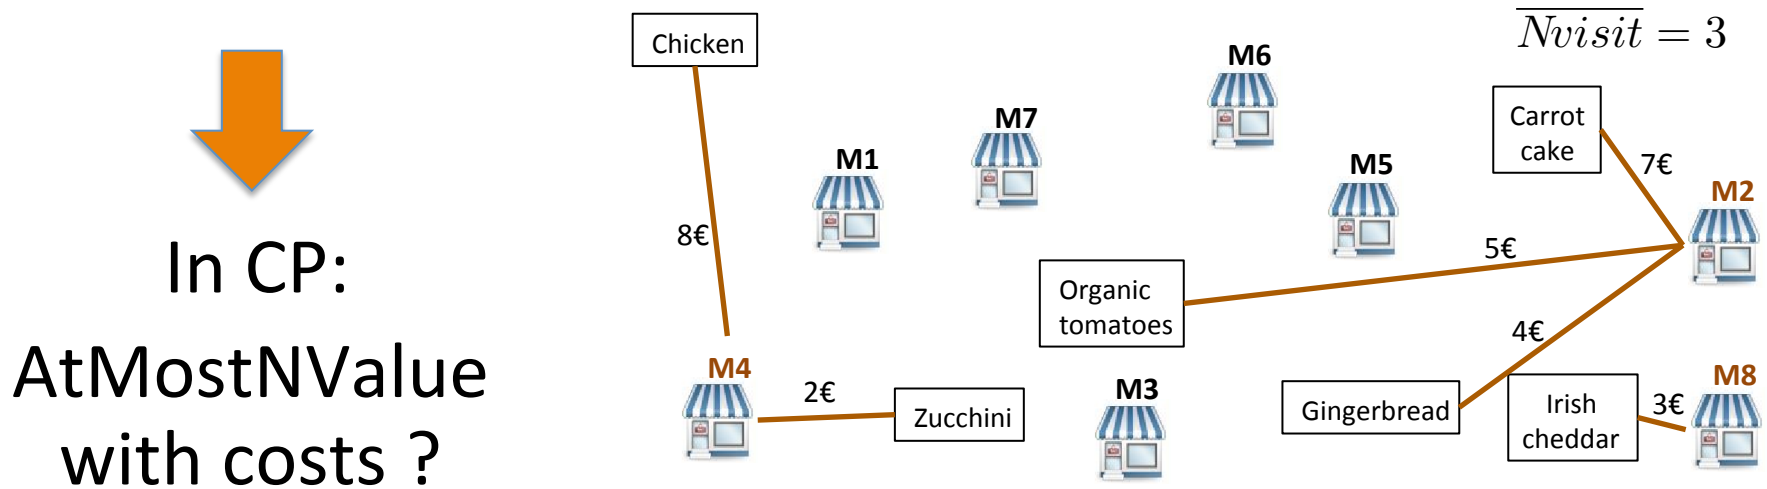 In CP:
AtMostNValue
with costs ?
Chicken
8€
M4
2€
Zucchini
M1
M7
M6
M5
M3
Organic
tomatoes
5€
Nvisit = 3
Carrot
cake
7€
M2
4€
Gingerbread
Irish
cheddar
3€
M8